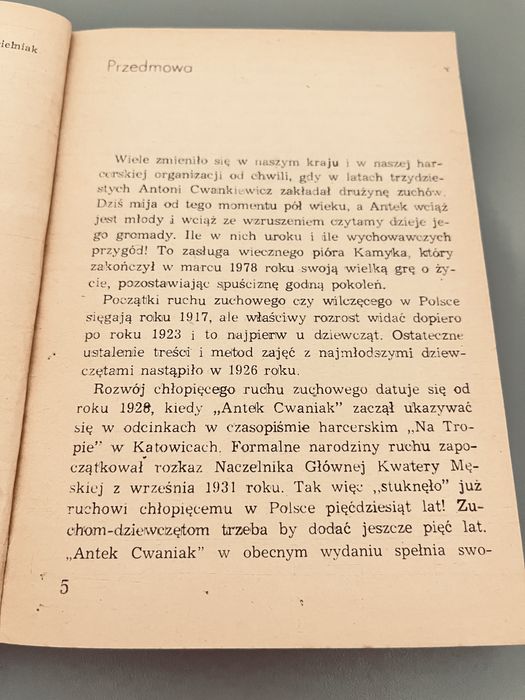 ielniak
Przedmowa
Wiele zmieniło się w naszym kraju i w naszej har-
cerskiej organizacji od chwili, gdy w latach trzydzie-
stych Antoni Cwankiewicz zakładał drużynę zuchów.
Dziś mija od tego momentu pół wieku, a Antek wciąż
jest młody i wciąż ze wzruszeniem czytamy dzieje je-
go gromady. Ile w nich uroku i ile wychowawczych
przygód! To zasługa wiecznego pióra Kamyka, który
zakończył w marcu 1978 roku swoją wielką grę o ży-
cie, pozostawiając spuściznę godną pokoleń.
Początki ruchu zuchowego czy wilczęcego w Polsce
sięgają roku 1917, ale właściwy rozrost widać dopiero
po roku 1923 i to najpierw u dziewcząt. Ostateczne
ustalenie treści i metod zajęć z najmłodszymi dziew-
czętami nastąpiło w 1926 roku.
Rozwój chłopięcego ruchu zuchowego datuje się od
roku 1928, kiedy „Antek Cwaniak" zaczął ukazywać
się w odcinkach w czasopiśmie harcerskim „Na Tro-
pie" w Katowicach. Formalne narodziny ruchu zapo-
czątkował rozkaz Naczelnika Głównej Kwatery Mę-
skiej z września 1931 roku. Tak więc „stuknęło" już
ruchowi chłopięcemu w Polsce pięćdziesiąt lat! Zu-
chom-dziewczętom trzeba by dodać jeszcze pięć lat.
„Antek Cwaniak" w obecnym wydaniu spełnia swo-
5